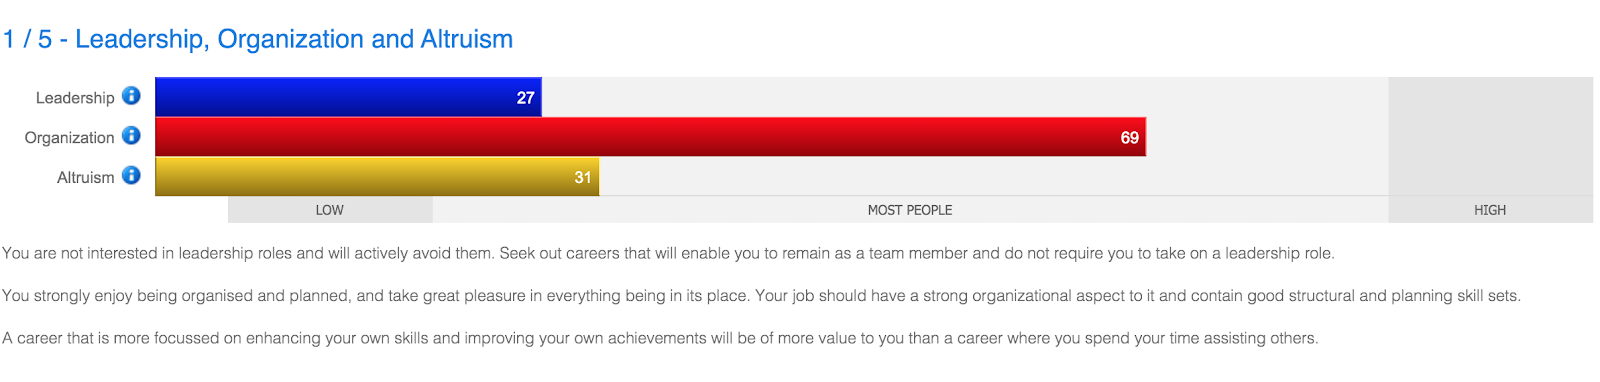 1 / 5 - Leadership, Organization and Altruism
Leadership 27
Organization 69
Altruism 31
LOW MOST PEOPLE HIGH
You are not interested in leadership roles and will actively avoid them. Seek out careers that will enable you to remain as a team member and do not require you to take on a leadership role.
You strongly enjoy being organised and planned, and take great pleasure in everything being in its place. Your job should have a strong organizational aspect to it and contain good structural and planning skill sets.
A career that is more focussed on enhancing your own skills and improving your own achievements will be of more value to you than a career where you spend your time assisting others.